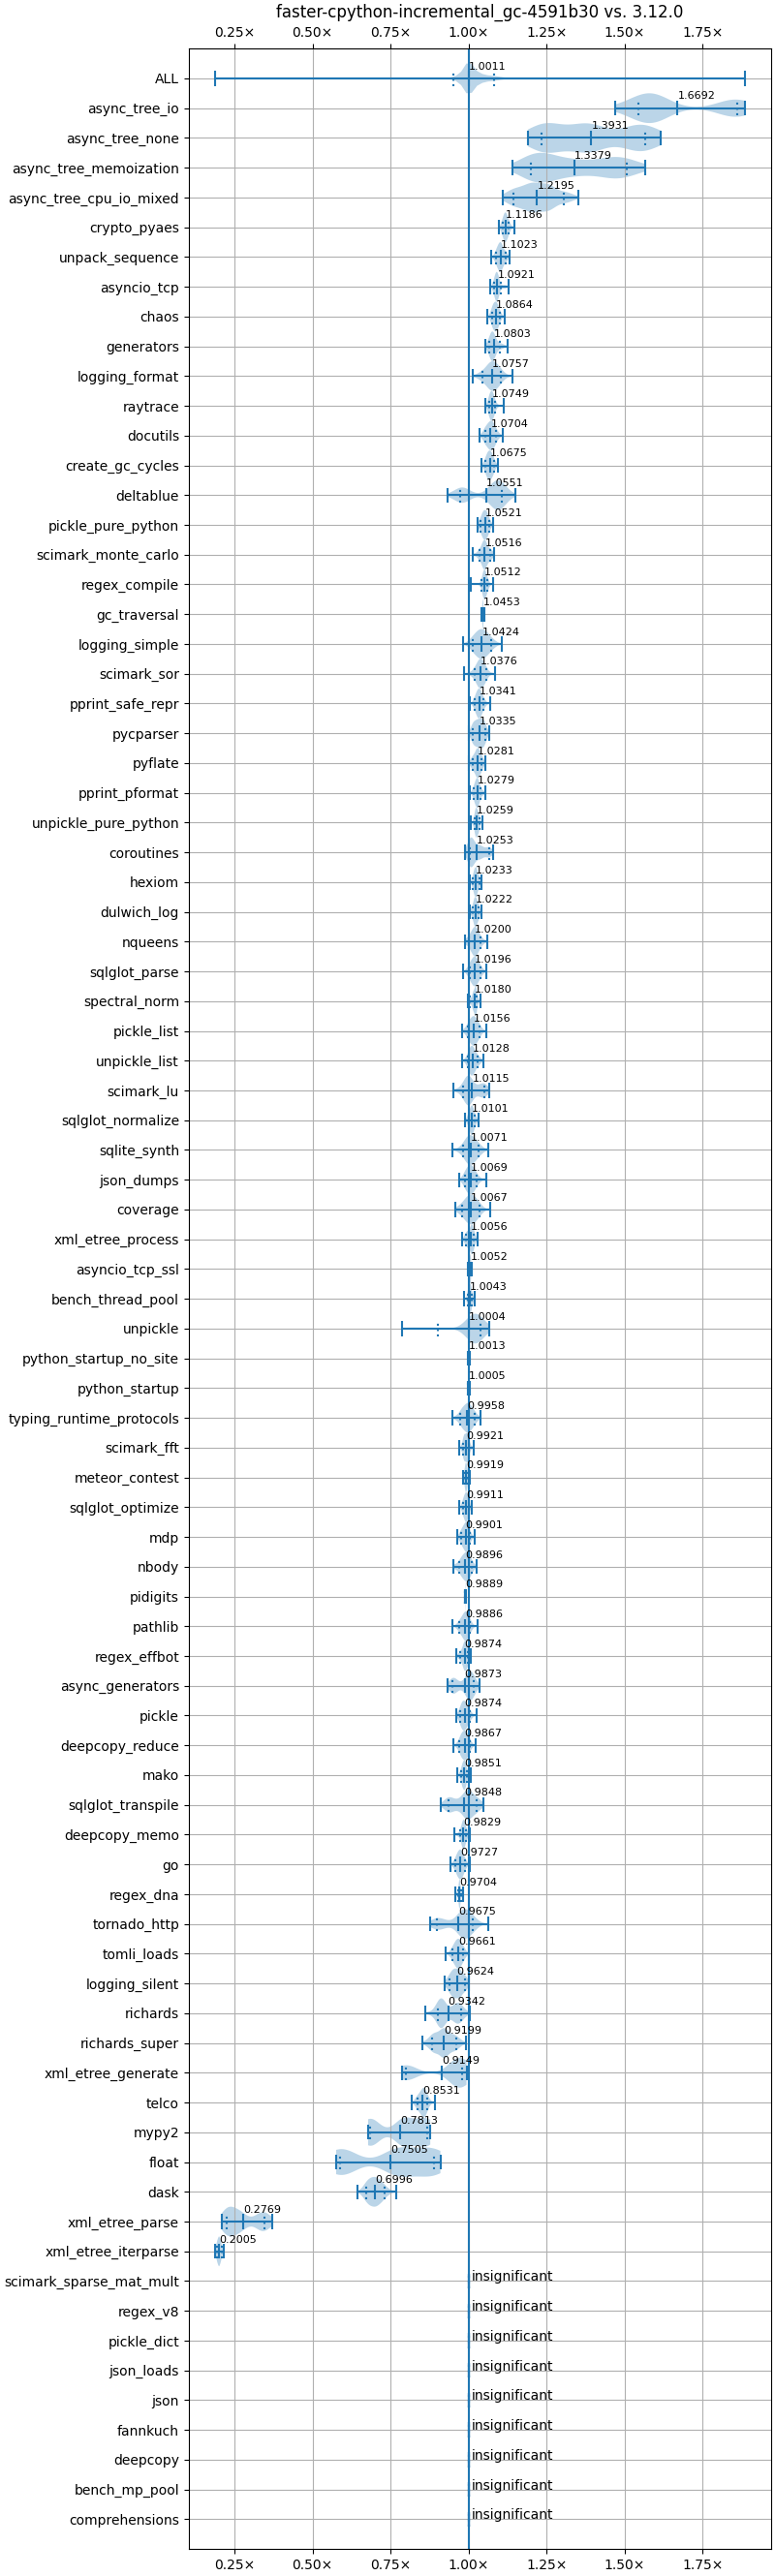 faster-cpython-incremental_gc-4591b30 vs. 3.12.0
0.25× 0.50× 0.75× 1.00× 1.25× 1.50× 1.75×
ALL 1.0011
async_tree_io 1.6692
async_tree_none 1.3931
async_tree_memoization 1.3379
async_tree_cpu_io_mixed 1.2195
crypto_pyaes 1.1186
unpack_sequence 1.1023
asyncio_tcp 1.0921
chaos 1.0864
generators 1.0803
logging_format 1.0757
raytrace 1.0749
docutils 1.0704
create_gc_cycles 1.0675
deltablue 1.0551
pickle_pure_python 1.0521
scimark_monte_carlo 1.0516
regex_compile 1.0512
gc_traversal 1.0453
logging_simple 1.0424
scimark_sor 1.0376
pprint_safe_repr 1.0341
pycparser 1.0335
pyflate 1.0281
pprint_pformat 1.0279
unpickle_pure_python 1.0259
coroutines 1.0253
hexiom 1.0233
dulwich_log 1.0222
nqueens 1.0200
sqlglot_parse 1.0196
spectral_norm 1.0180
pickle_list 1.0156
unpickle_list 1.0128
scimark_lu 1.0115
sqlglot_normalize 1.0101
sqlite_synth 1.0071
json_dumps 1.0069
coverage 1.0067
xml_etree_process 1.0056
asyncio_tcp_ssl 1.0052
bench_thread_pool 1.0043
unpickle 1.0004
python_startup_no_site 1.0013
python_startup 1.0005
typing_runtime_protocols 0.9958
scimark_fft 0.9921
meteor_contest 0.9919
sqlglot_optimize 0.9911
mdp 0.9901
nbody 0.9896
pidigits 0.9889
pathlib 0.9886
regex_effbot 0.9874
async_generators 0.9873
pickle 0.9874
deepcopy_reduce 0.9867
mako 0.9851
sqlglot_transpile 0.9848
deepcopy_memo 0.9829
go 0.9727
regex_dna 0.9704
tornado_http 0.9675
tomli_loads 0.9661
logging_silent 0.9624
richards 0.9342
richards_super 0.9199
xml_etree_generate 0.9149
telco 0.8531
mypy2 0.7813
float 0.7505
dask 0.6996
xml_etree_parse 0.2769
xml_etree_iterparse 0.2005
scimark_sparse_mat_mult insignificant
regex_v8 insignificant
pickle_dict insignificant
json_loads insignificant
json insignificant
fannkuch insignificant
deepcopy insignificant
bench_mp_pool insignificant
comprehensions insignificant
0.25× 0.50× 0.75× 1.00× 1.25× 1.50× 1.75×